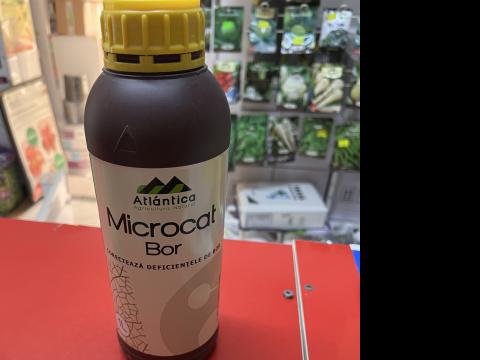 Atlántica
Agricultura Natural
Microcat
Bor
CORECTEAZĂ DEFICIENȚELE DE BOR